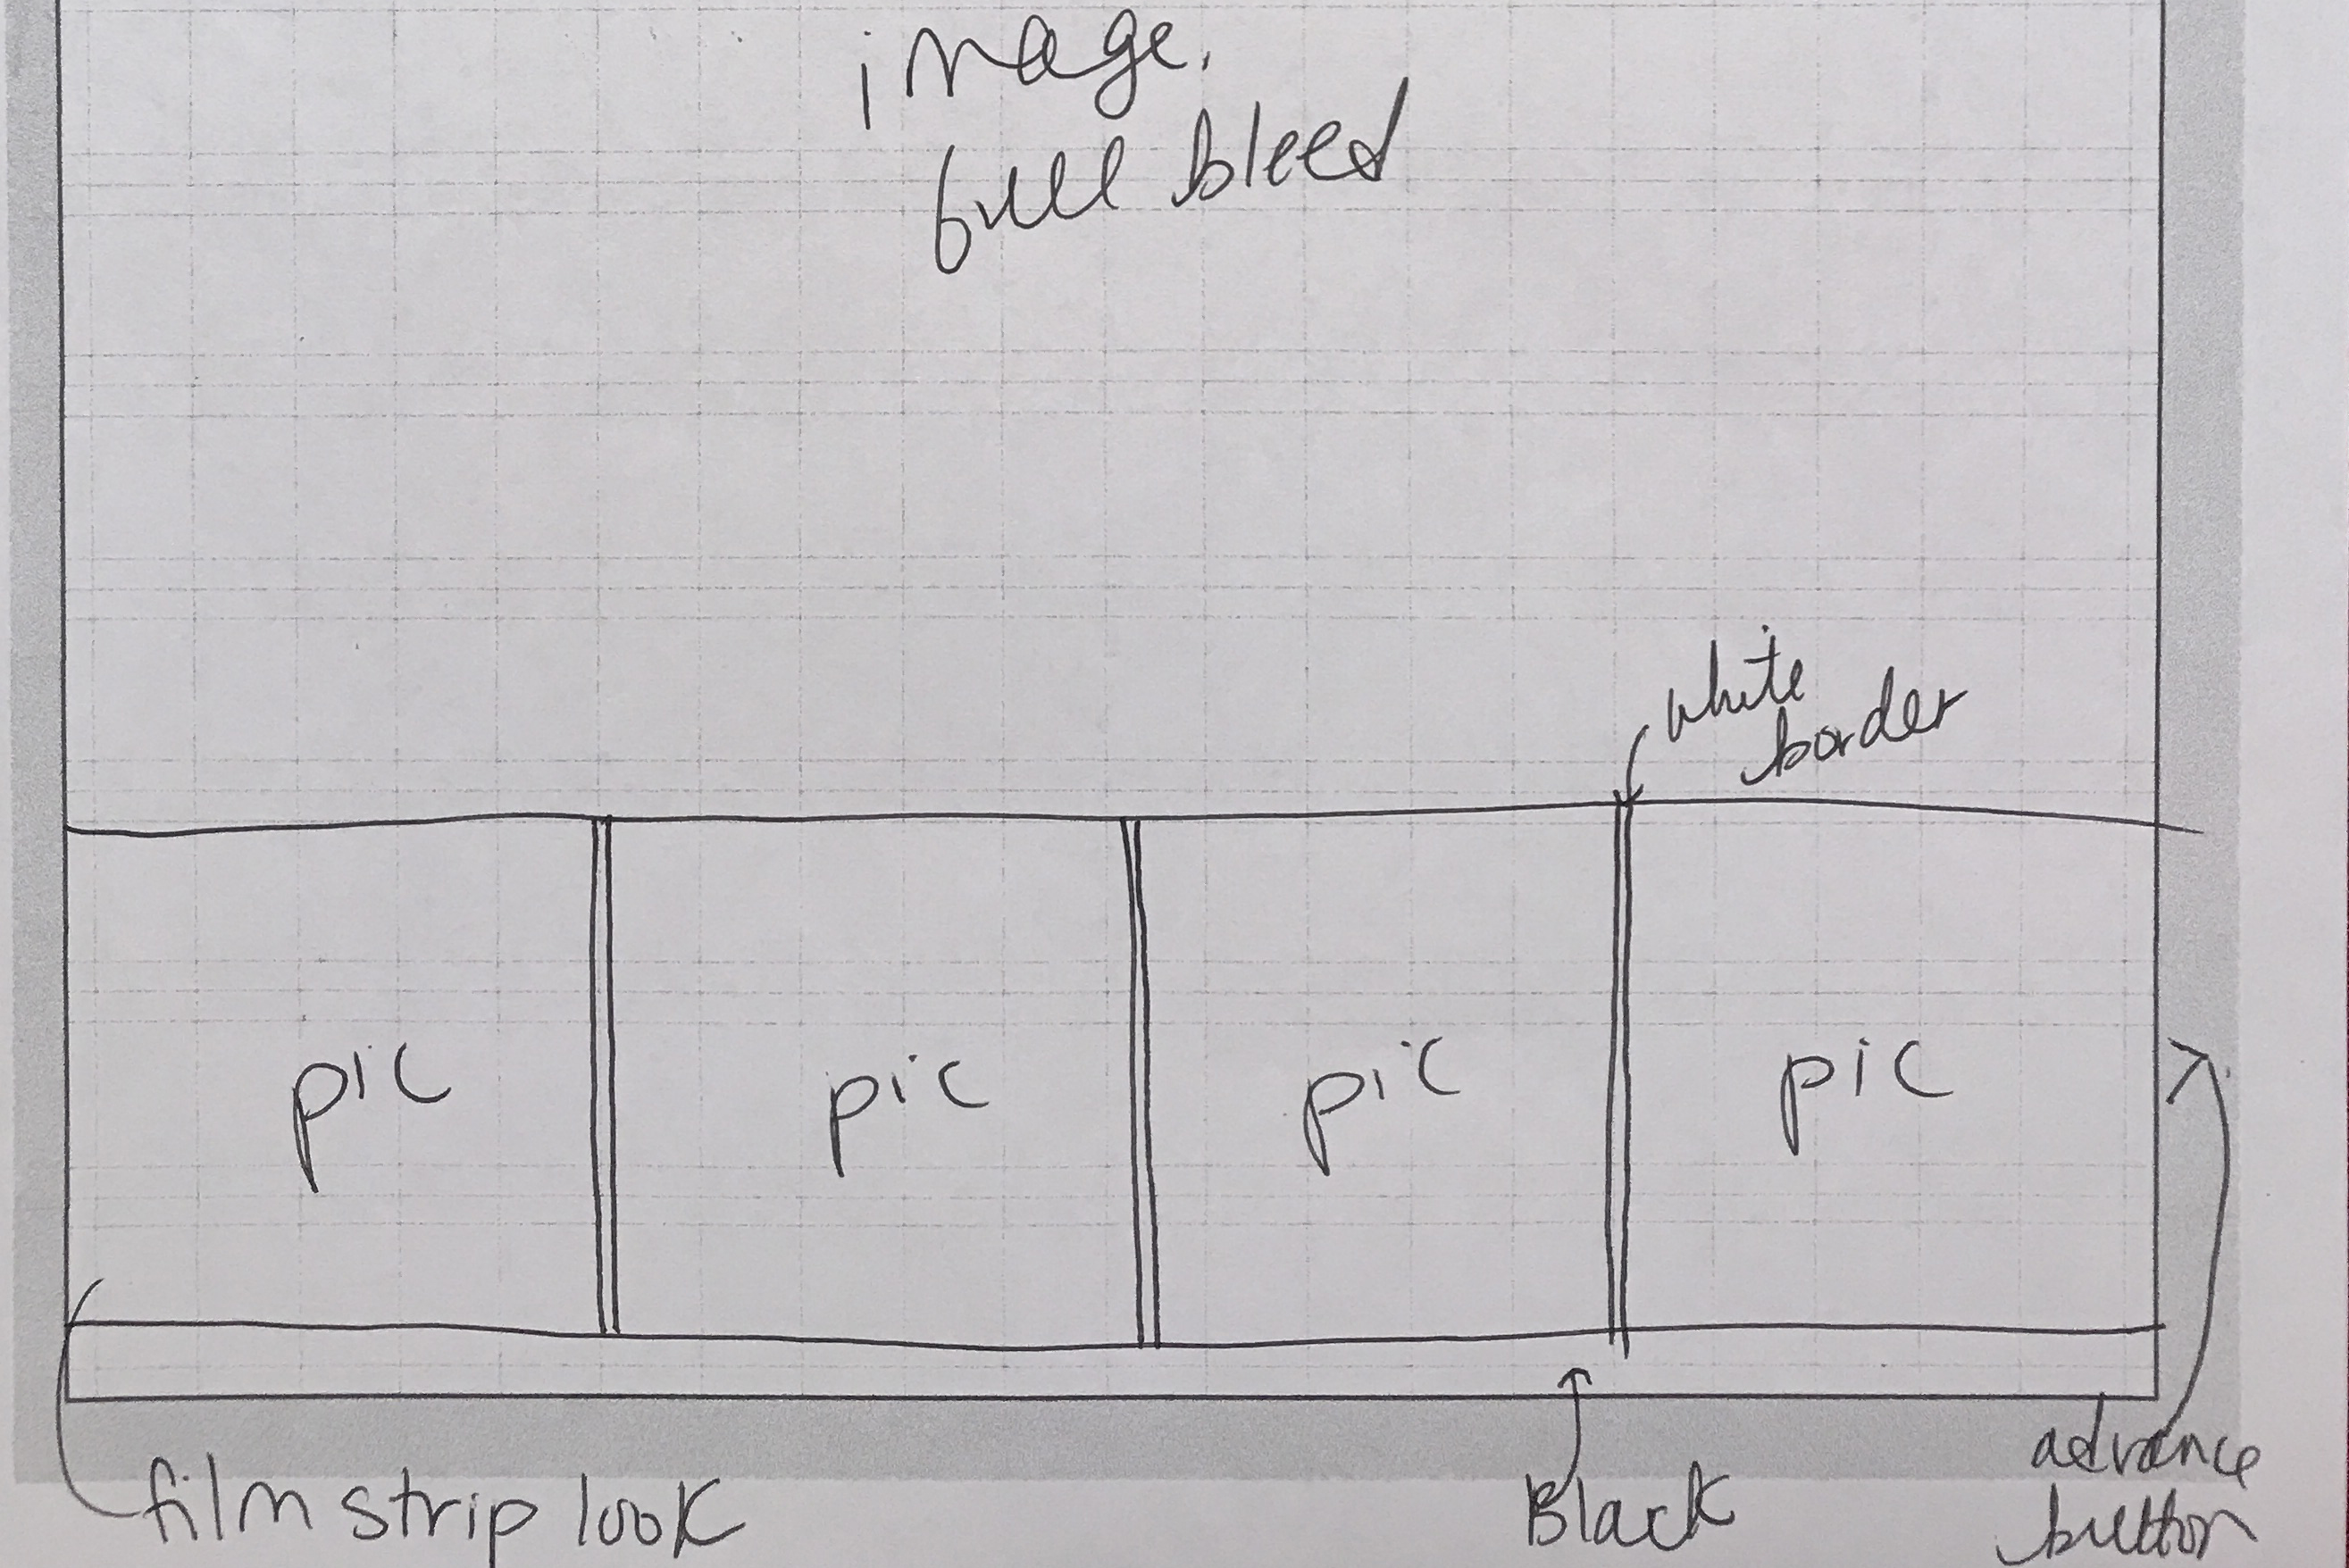 image.
full bleed
white
border
pic pic pic pic
>
film strip look
Black
advance
button